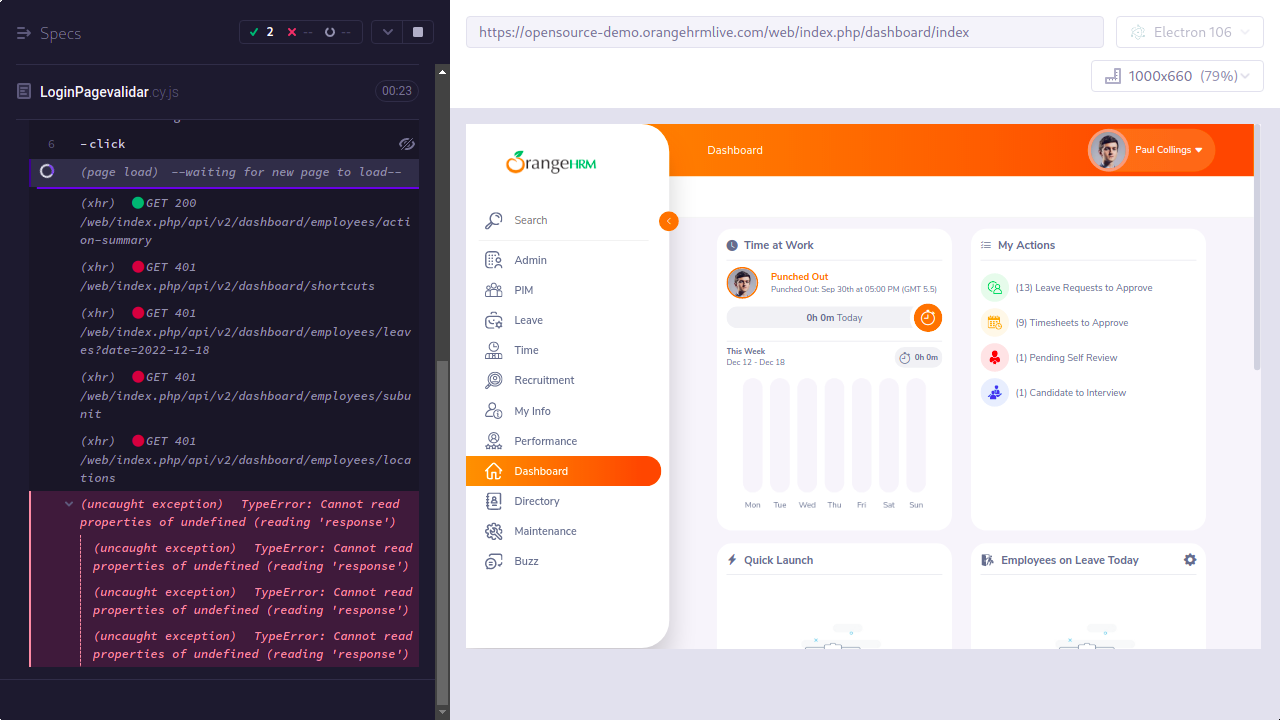 Specs
2
--
--
LoginPagevalidar.cy.js
00:23
6
-click
(page load) --waiting for new page to load--
(xhr) GET 200
/web/index.php/api/v2/dashboard/employees/acti
on-summary
(xhr) GET 401
/web/index.php/api/v2/dashboard/shortcuts
(xhr) GET 401
/web/index.php/api/v2/dashboard/employees/leav
es?date=2022-12-18
(xhr) GET 401
/web/index.php/api/v2/dashboard/employees/subu
nit
(xhr) GET 401
/web/index.php/api/v2/dashboard/employees/loca
tions
(uncaught exception) TypeError: Cannot read
properties of undefined (reading 'response')
(uncaught exception) TypeError: Cannot read
properties of undefined (reading 'response')
(uncaught exception) TypeError: Cannot read
properties of undefined (reading 'response')
(uncaught exception) TypeError: Cannot read
properties of undefined (reading 'response')
https://opensource-demo.orangehrmlive.com/web/index.php/dashboard/index
Electron 106
1000x660 (79%)
OrangeHRM
Search
Admin
PIM
Leave
Time
Recruitment
My Info
Performance
Dashboard
Directory
Maintenance
Buzz
Dashboard
Paul Collings
Time at Work
Punched Out
Punched Out: Sep 30th at 05:00 PM (GMT 5.5)
0h 0m Today
This Week
Dec 12 - Dec 18
0h 0m
Mon Tue Wed Thu Fri Sat Sun
My Actions
(13) Leave Requests to Approve
(9) Timesheets to Approve
(1) Pending Self Review
(1) Candidate to Interview
Quick Launch
Employees on Leave Today